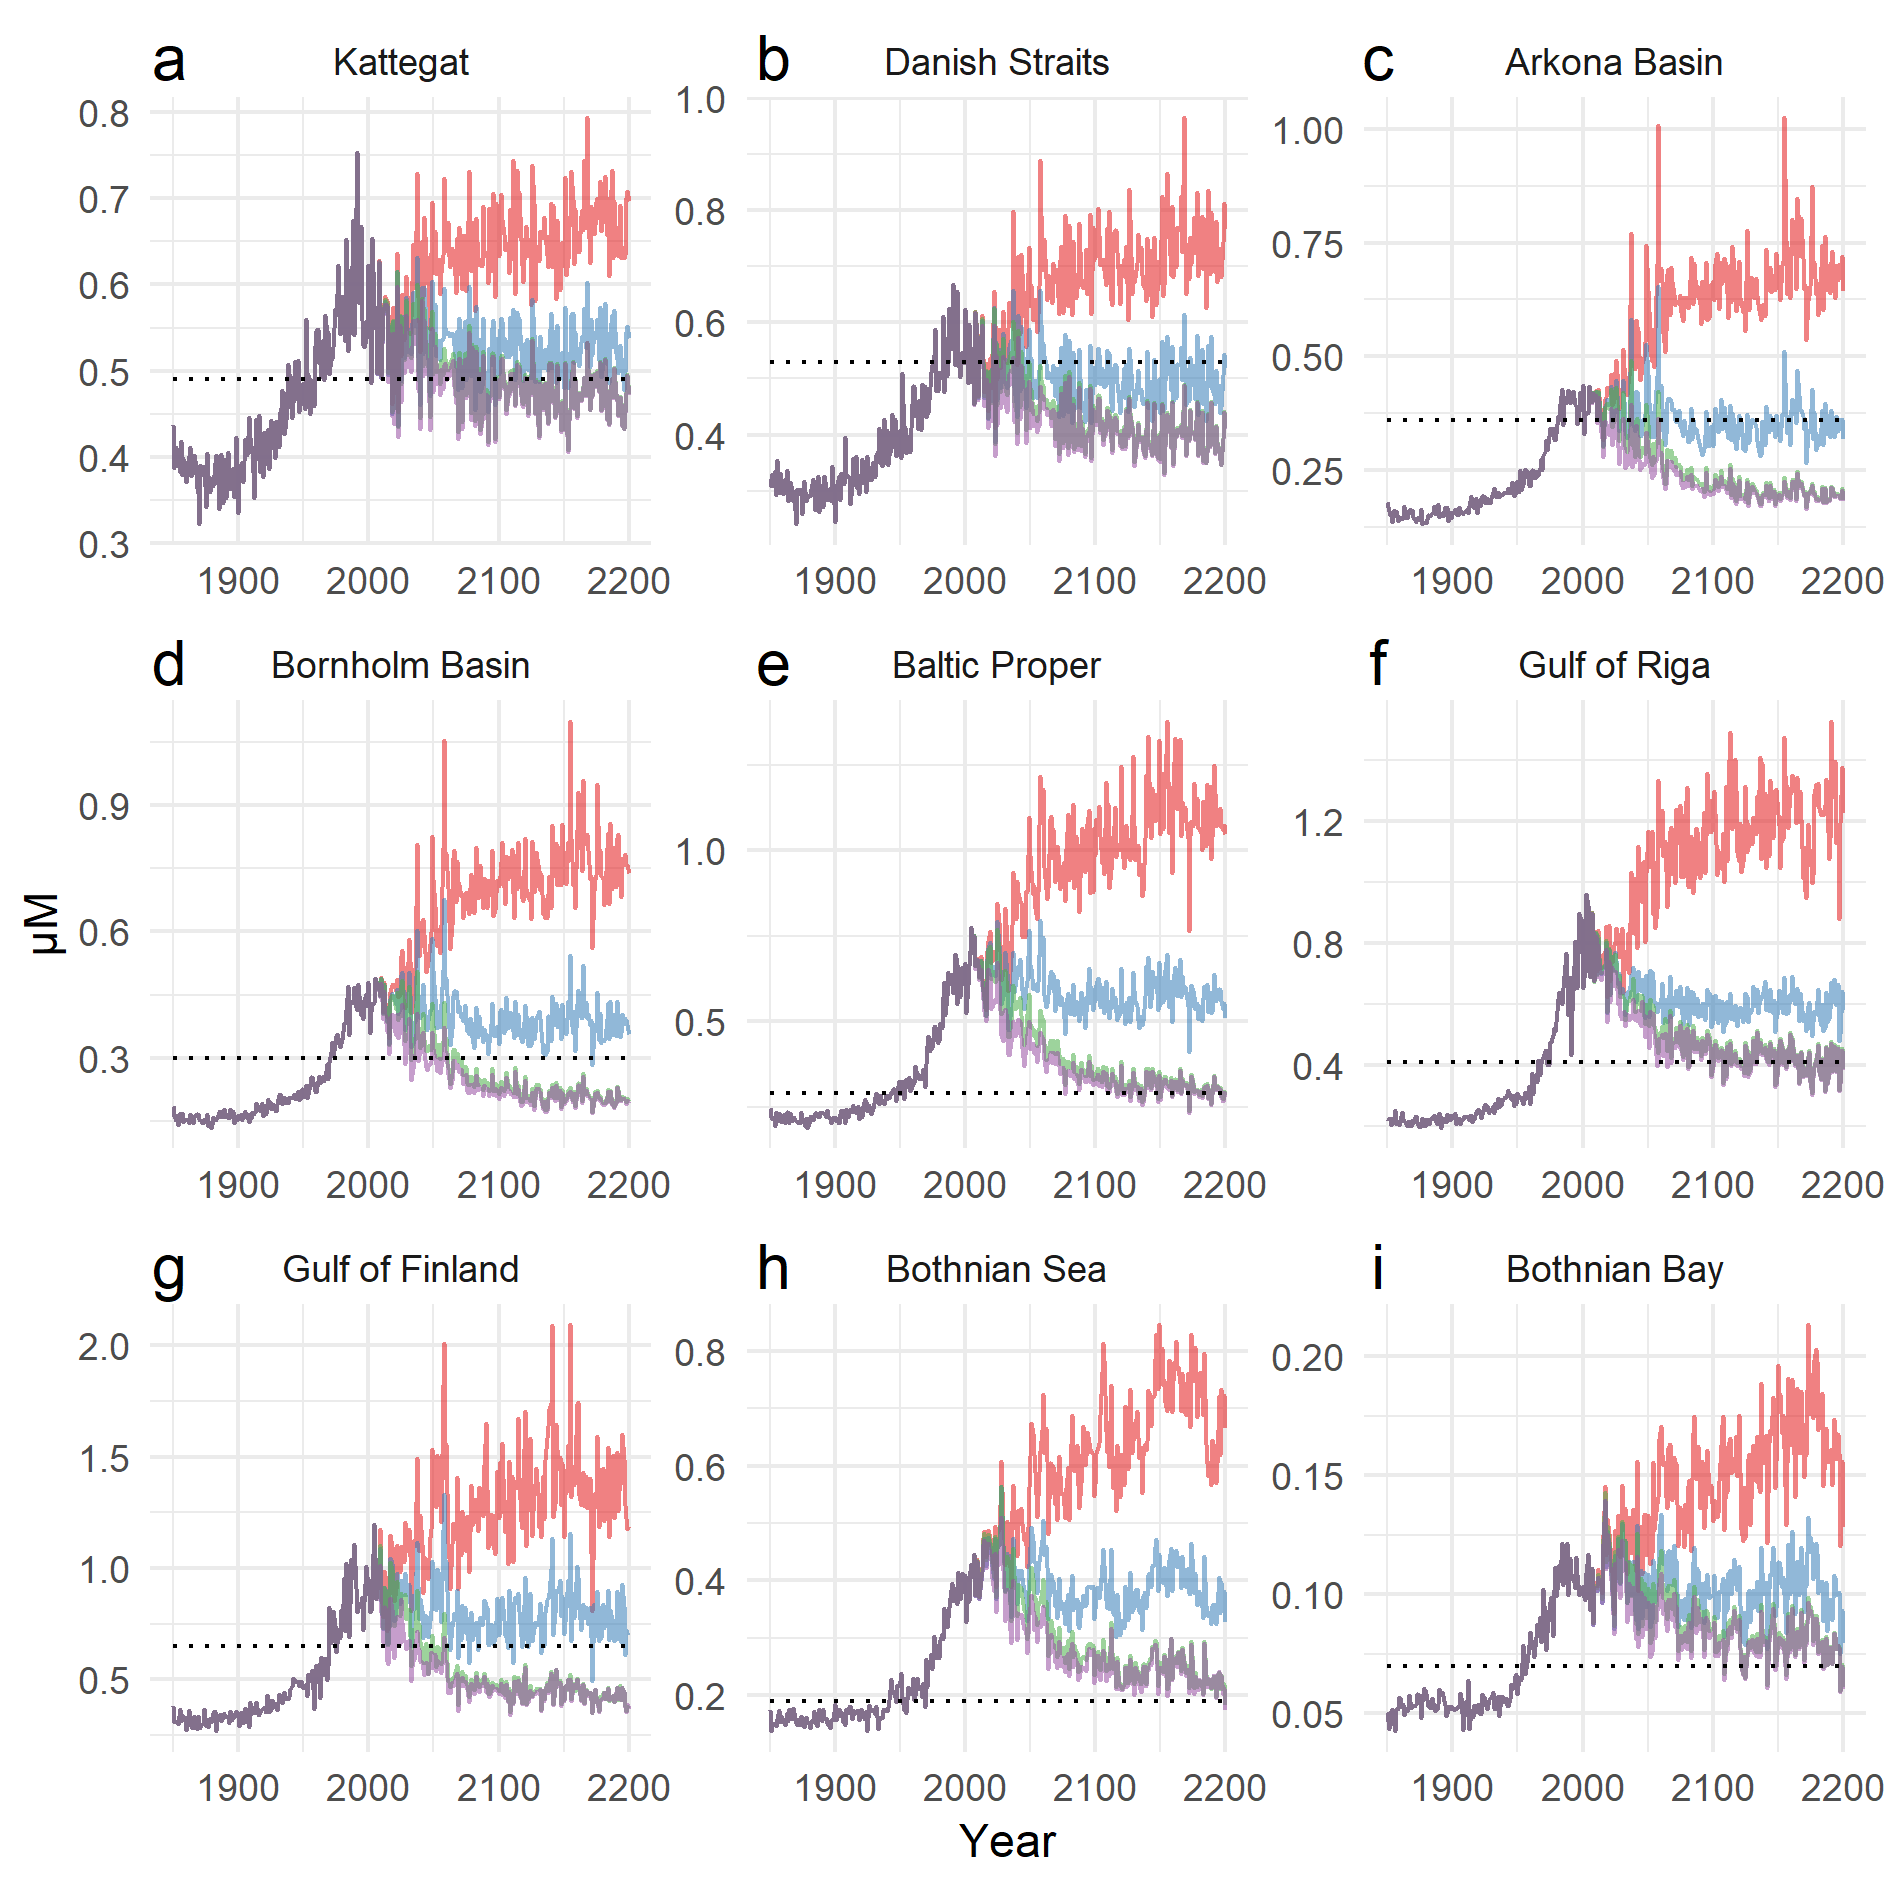 a Kattegat b Danish Straits c Arkona Basin
0.8 1.0 1.00
0.7 0.8 0.75
0.6 0.6 0.50
0.5 0.4 0.25
0.4
0.3
1900 2000 2100 2200 1900 2000 2100 2200 1900 2000 2100 2200
d Bornholm Basin e Baltic Proper f Gulf of Riga
0.9 1.0 1.2
0.6 0.5 0.8
0.3 0.4
µM
1900 2000 2100 2200 1900 2000 2100 2200 1900 2000 2100 2200
g Gulf of Finland h Bothnian Sea i Bothnian Bay
2.0 0.8 0.20
1.5 0.6 0.15
1.0 0.4 0.10
0.5 0.2 0.05
1900 2000 2100 2200 1900 2000 2100 2200 1900 2000 2100 2200
Year